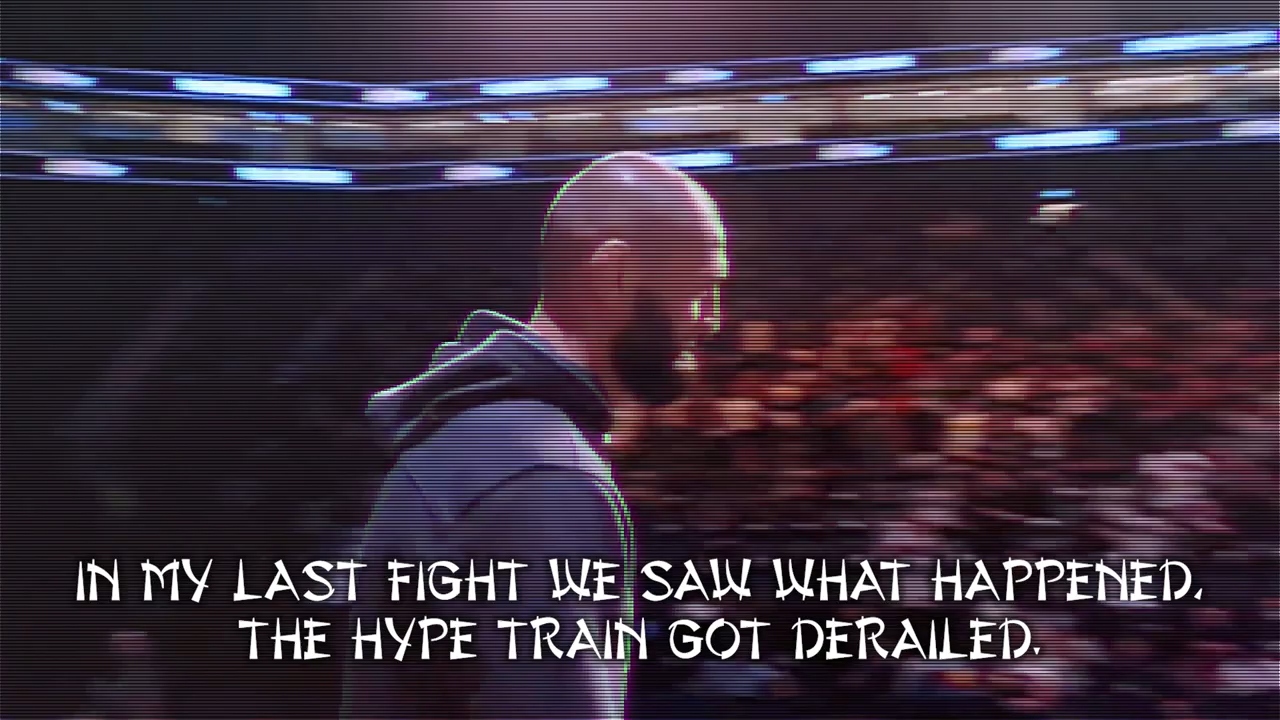 IN MY LAST FIGHT WE SAW WHAT HAPPENED.
THE HYPE TRAIN GOT DERAILED.